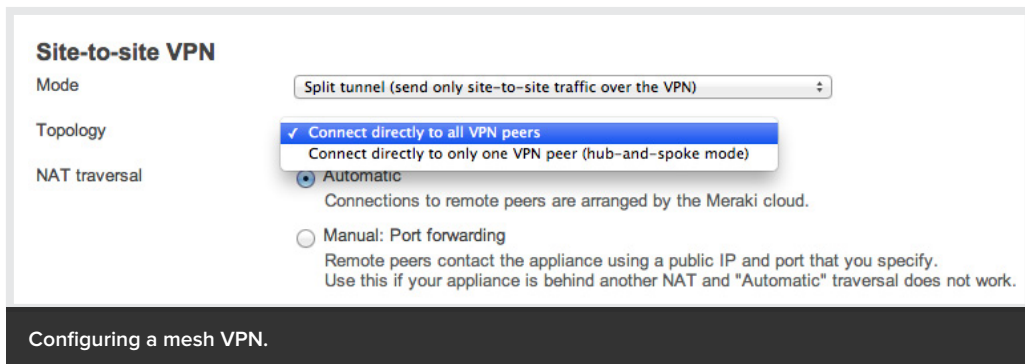 Site-to-site VPN
Mode
Split tunnel (send only site-to-site traffic over the VPN)
Topology
✓ Connect directly to all VPN peers
Connect directly to only one VPN peer (hub-and-spoke mode)
NAT traversal
Automatic
Connections to remote peers are arranged by the Meraki cloud.
Manual: Port forwarding
Remote peers contact the appliance using a public IP and port that you specify.
Use this if your appliance is behind another NAT and "Automatic" traversal does not work.
Configuring a mesh VPN.